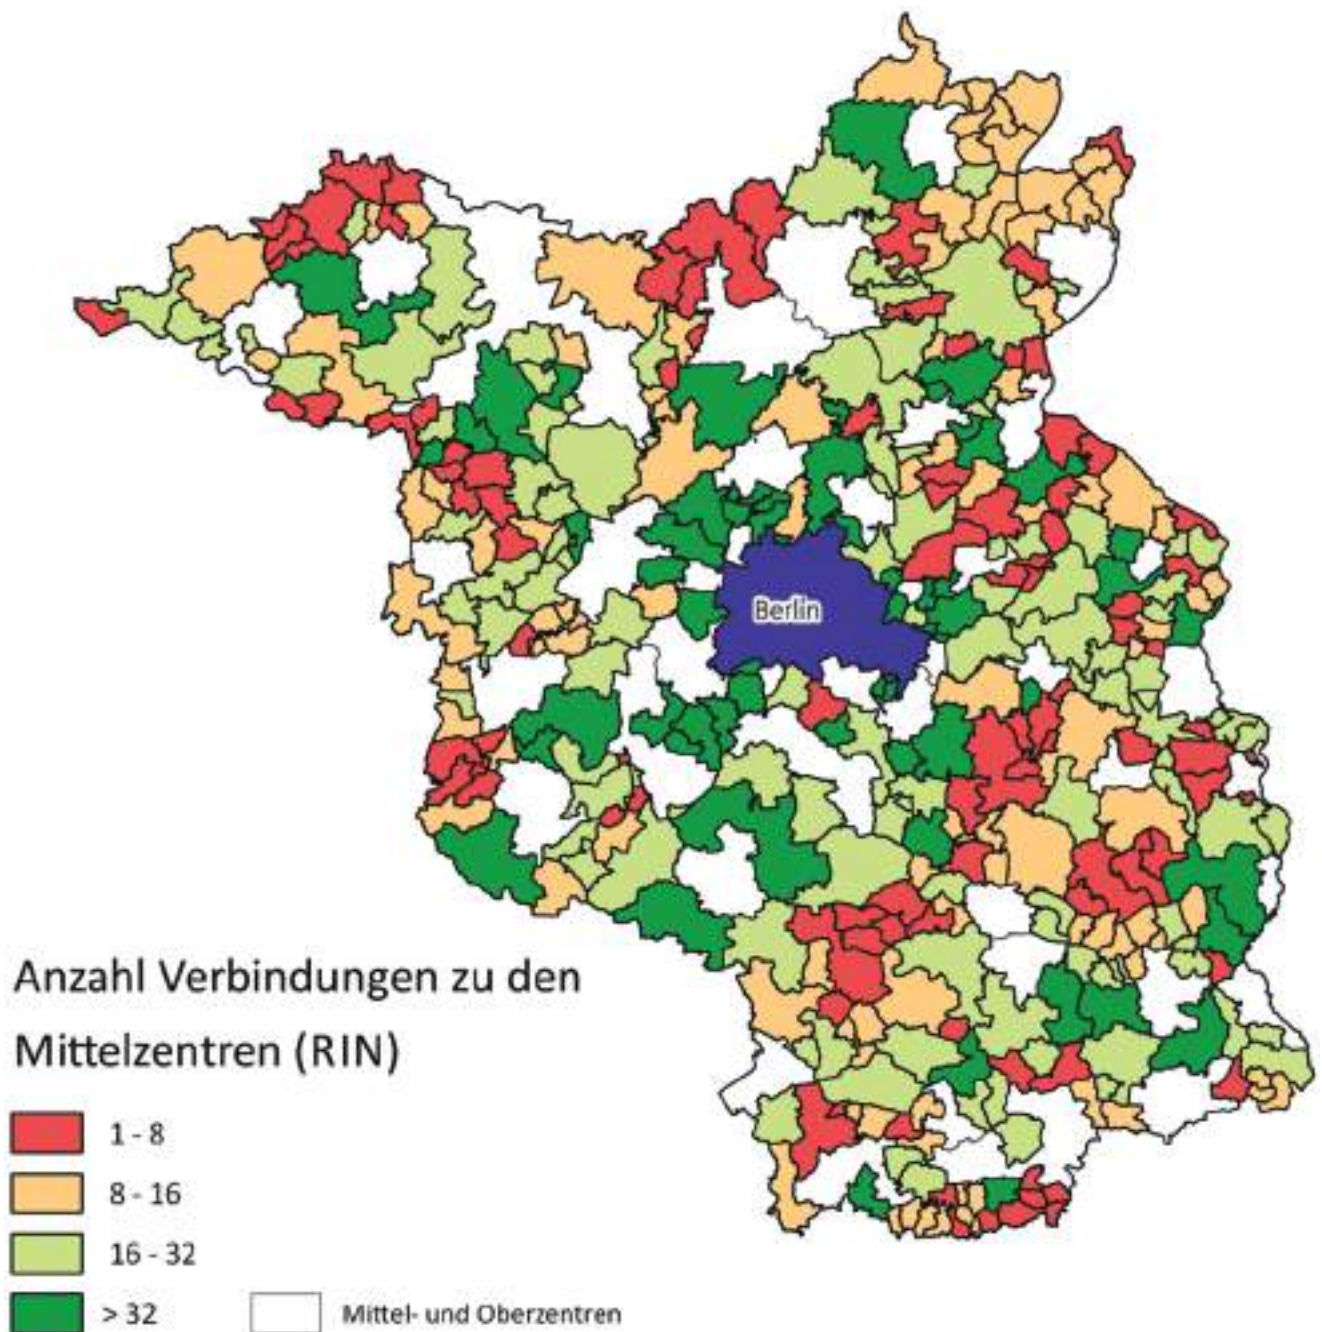 Berlin
Anzahl Verbindungen zu den
Mittelzentren (RIN)
1 - 8
8 - 16
16 - 32
> 32
Mittel- und Oberzentren